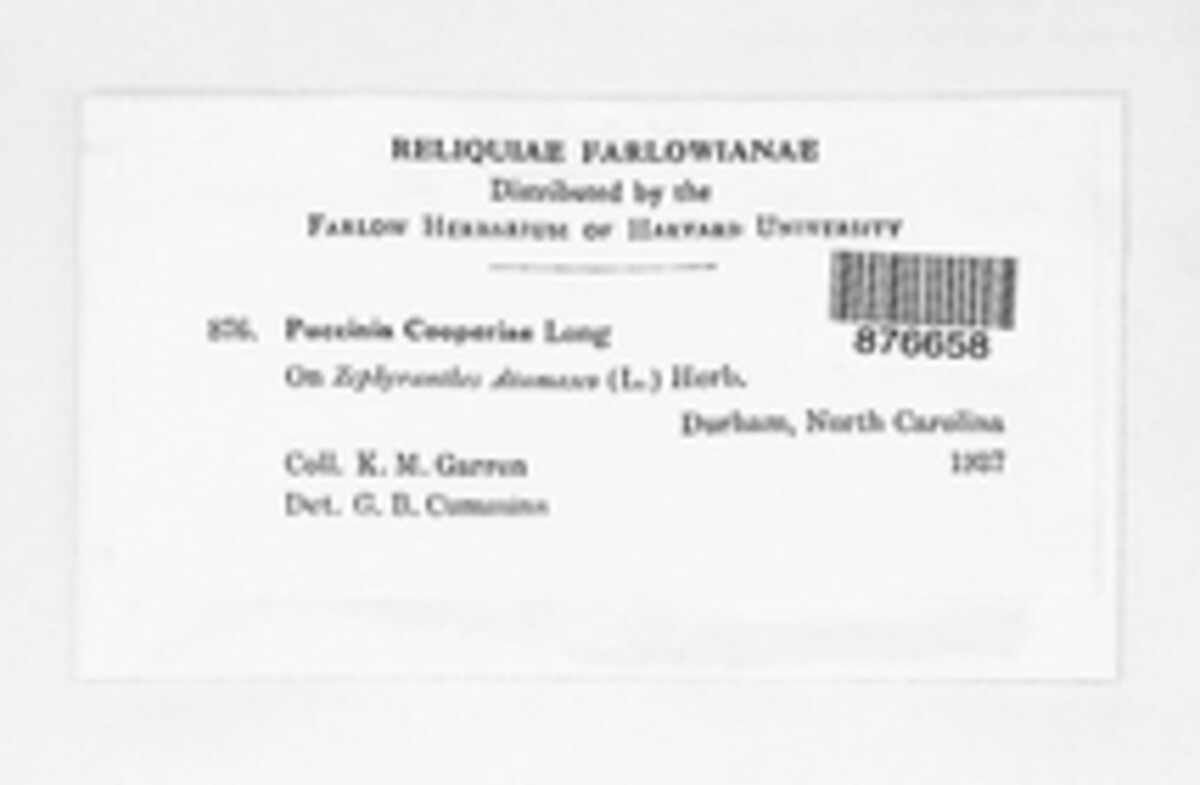 RELIQUIAE FARLOWIANAE
Distributed by the
FARLOW HERBARIUM OF HARVARD UNIVERSITY
876658
Puccinia Cooperiae Long
On Zephyranthes Atamasco (L.) Herb.
Durham, North Carolina
Coll. K. M. Garren 1937
Det. G. B. Cummins